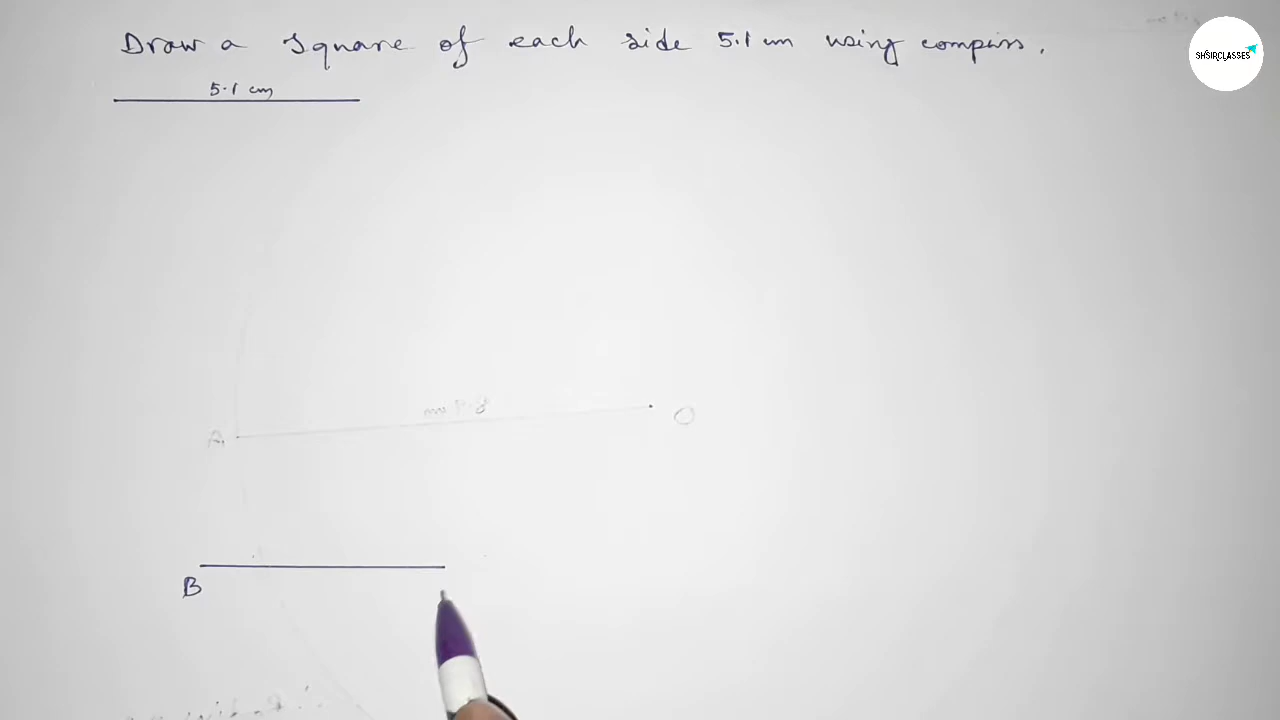 Draw a square of each side 5.1 cm using compass.
SHSIRCLASSES
5.1 cm
A
O
B